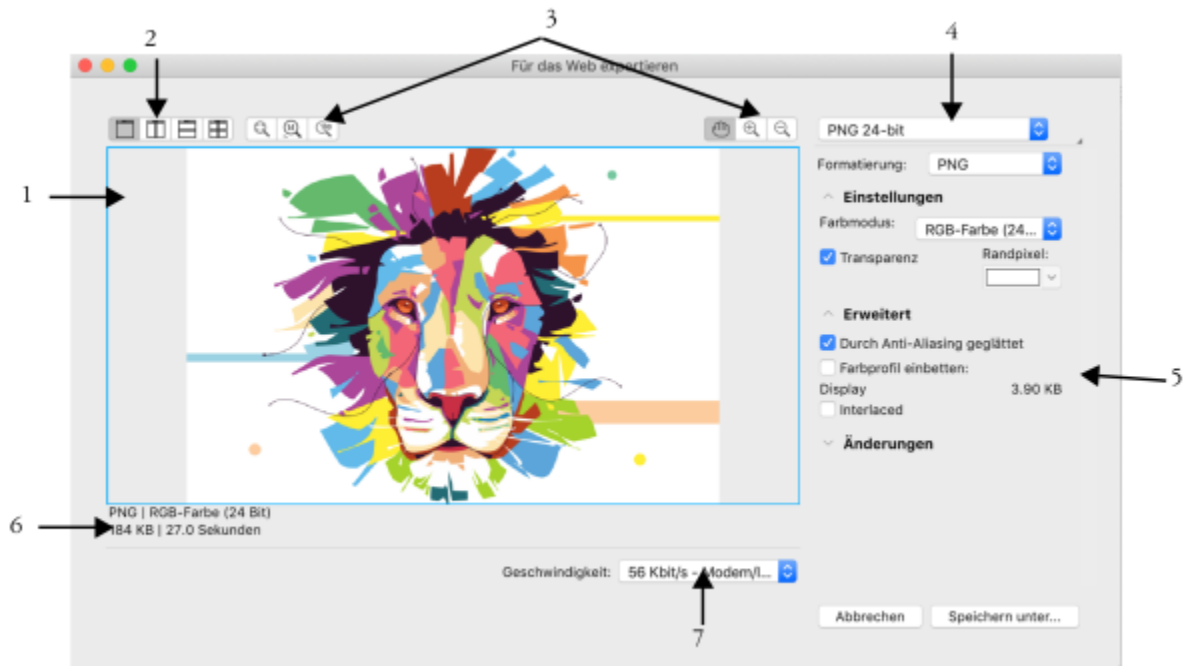 3
2
4
Für das Web exportieren
PNG 24-bit
Formatierung: PNG
1
Einstellungen
Farbmodus: RGB-Farbe (24...
Transparenz
Randpixel:
Erweitert
Durch Anti-Aliasing geglättet
Farbprofil einbetten:
5
Display 3.90 KB
Interlaced
Änderungen
PNG | RGB-Farbe (24 Bit)
6
184 KB | 27.0 Sekunden
Geschwindigkeit: 56 Kbit/s - Modem/I...
Abbrechen Speichern unter...
7